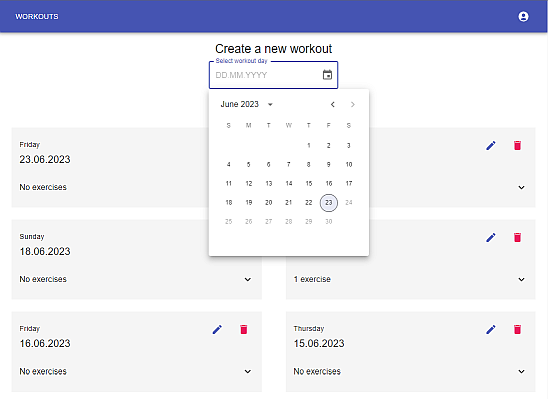 WORKOUTS
Create a new workout
Select workout day
DD.MM.YYYY
June 2023
S M T W T F S
1 2 3
4 5 6 7 8 9 10
11 12 13 14 15 16 17
18 19 20 21 22 23 24
25 26 27 28 29 30
Friday
23.06.2023
No exercises
Sunday
18.06.2023
No exercises
1 exercise
Friday
16.06.2023
No exercises
Thursday
15.06.2023
No exercises